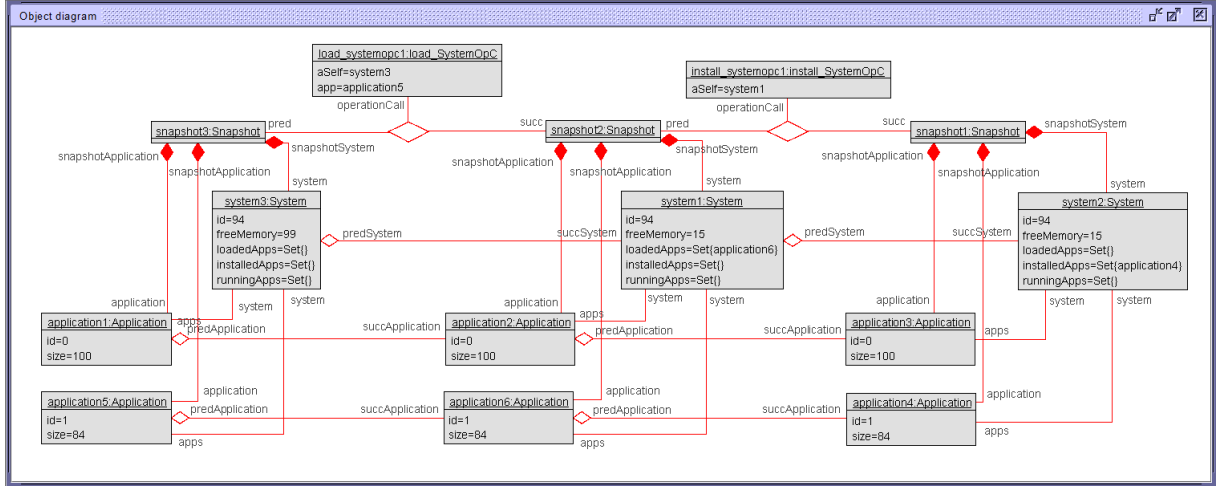 Object diagram
load_systemopc1:load_SystemOpC
aSelf=system3
app=application5
install_systemopc1:install_SystemOpC
aSelf=system1
operationCall
operationCall
snapshot3:Snapshot
pred
succ
snapshot2:Snapshot
pred
succ
snapshot1:Snapshot
snapshotSystem
snapshotApplication
snapshotSystem
snapshotApplication
snapshotApplication
snapshotSystem
snapshotApplication
snapshotApplication
snapshotApplication
system
system
system
system3:System
id=94
freeMemory=99
loadedApps=Set{}
installedApps=Set{}
runningApps=Set{}
predSystem
succSystem
system1:System
id=94
freeMemory=15
loadedApps=Set{application6}
installedApps=Set{}
runningApps=Set{}
predSystem
succSystem
system2:System
id=94
freeMemory=15
loadedApps=Set{}
installedApps=Set{application4}
runningApps=Set{}
application
system
system
application
system
system
application
system
system
application1:Application
id=0
size=100
apps
predApplication
succApplication
application2:Application
id=0
size=100
apps
predApplication
succApplication
application3:Application
id=0
size=100
apps
application5:Application
id=1
size=84
application
predApplication
apps
succApplication
application6:Application
id=1
size=84
application
predApplication
apps
succApplication
application4:Application
id=1
size=84
application
apps